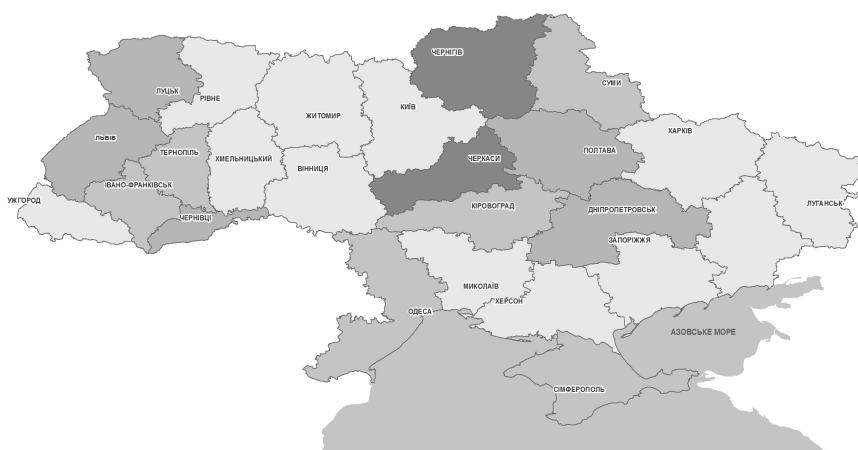 ЧЕРНІГІВ
СУМИ
ЛУЦЬК
РІВНЕ
КИЇВ
ЖИТОМИР
ХАРКІВ
ЛЬВІВ
ТЕРНОПІЛЬ
ХМЕЛЬНИЦЬКИЙ
ВІННИЦЯ
ЧЕРКАСИ
ПОЛТАВА
УЖГОРОД
ІВАНО-ФРАНКІВСЬК
ЧЕРНІВЦІ
КІРОВОГРАД
ДНІПРОПЕТРОВСЬК
ЛУГАНСЬК
ЗАПОРІЖЖЯ
МИКОЛАЇВ
ХЕРСОН
ОДЕСА
АЗОВСЬКЕ МОРЕ
СІМФЕРОПОЛЬ